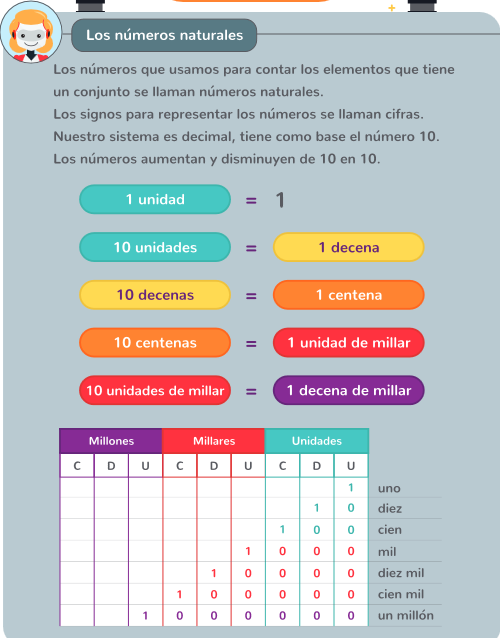 Los números naturales
Los números que usamos para contar los elementos que tiene
un conjunto se llaman números naturales.
Los signos para representar los números se llaman cifras.
Nuestro sistema es decimal, tiene como base el número 10.
Los números aumentan y disminuyen de 10 en 10.
1 unidad = 1
10 unidades = 1 decena
10 decenas = 1 centena
10 centenas = 1 unidad de millar
10 unidades de millar = 1 decena de millar
Millones Millares Unidades
C D U C D U C D U
1 uno
1 0 diez
1 0 0 cien
1 0 0 0 mil
1 0 0 0 0 diez mil
1 0 0 0 0 0 cien mil
1 0 0 0 0 0 0 un millón